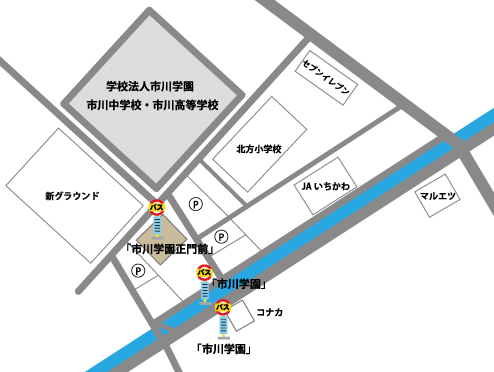 セブンイレブン
学校法人市川学園
市川中学校・市川高等学校
北方小学校
JAいちかわ
マルエツ
新グラウンド
P
バス
P
「市川学園正門前」
P
バス
「市川学園」
バス
コナカ
「市川学園」